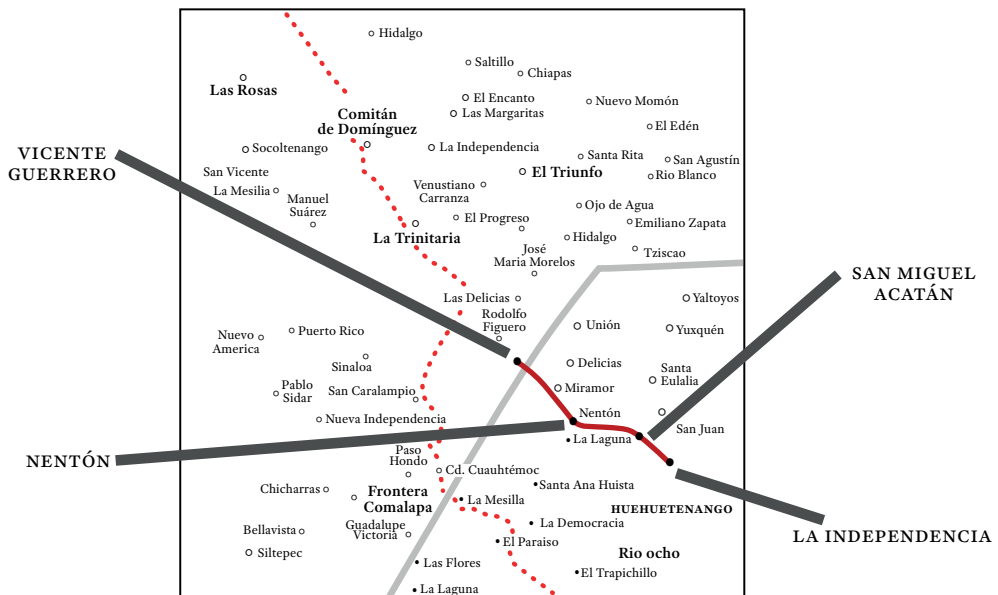 Hidalgo
Saltillo
Chiapas
Las Rosas
El Encanto
Nuevo Momón
Las Margaritas
Comitán
de Domínguez
El Edén
VICENTE
GUERRERO
Socoltenango
La Independencia
Santa Rita
San Agustín
San Vicente
El Triunfo
Rio Blanco
La Mesilia
Venustiano
Carranza
Manuel
Suárez
Ojo de Agua
El Progreso
Emiliano Zapata
La Trinitaria
Hidalgo
José
Maria Morelos
Tziscao
SAN MIGUEL
ACATÁN
Las Delicias
Yaltoyos
Rodolfo
Figuero
Unión
Yuxquén
Nuevo
America
Puerto Rico
Sinaloa
Delicias
Santa
Eulalia
Pablo
Sidar
San Caralampio
Miramor
Nueva Independencia
Nentón
San Juan
La Laguna
NENTÓN
Paso
Hondo
Cd. Cuauhtémoc
Chicharras
Frontera
Comalapa
Santa Ana Huista
La Mesilla
HUEHUETENANGO
Guadalupe
Victoria
La Democracia
LA INDEPENDENCIA
Bellavista
El Paraiso
Siltepec
Rio ocho
Las Flores
El Trapichillo
La Laguna